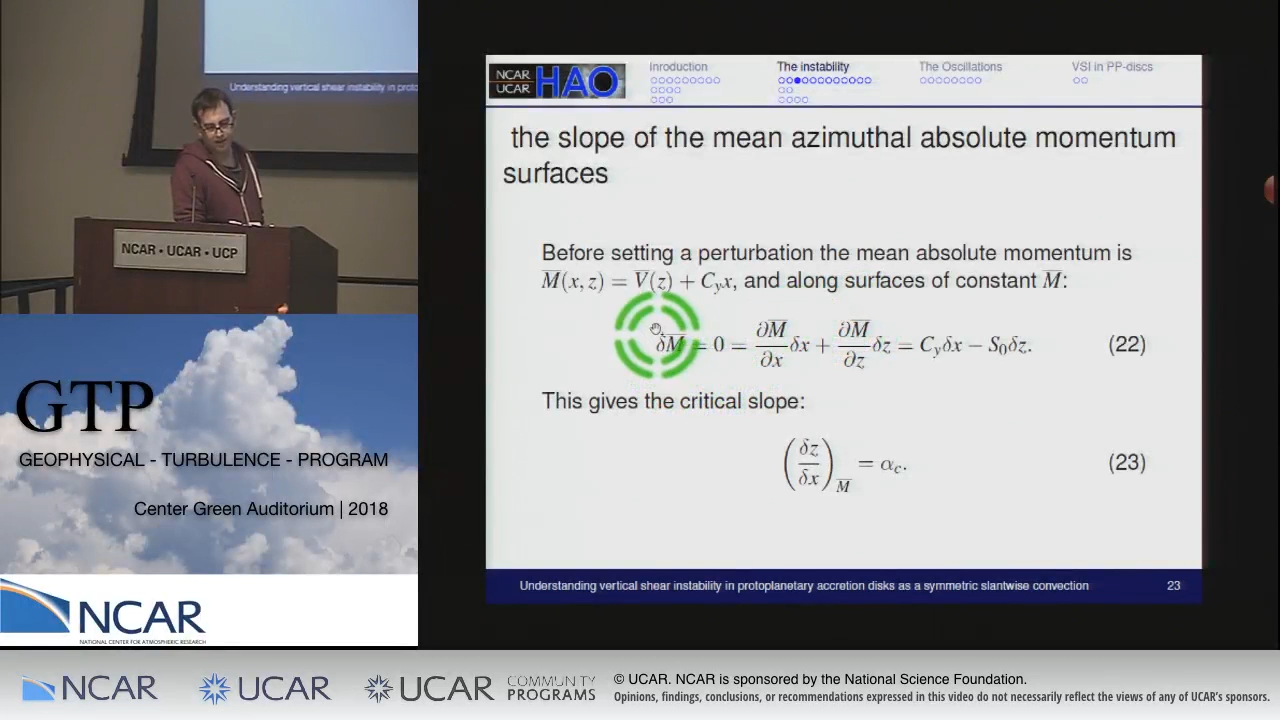 Understanding vertical shear instability in proto
NCAR • UCAR • UCP
GTP
GEOPHYSICAL - TURBULENCE - PROGRAM
Center Green Auditorium | 2018
NCAR
NATIONAL CENTER FOR ATMOSPHERIC RESEARCH
NCAR
UCAR
HAO
Inroduction
The instability
The Oscillations
VSI in PP-discs
the slope of the mean azimuthal absolute momentum
surfaces
Before setting a perturbation the mean absolute momentum is
M̅(x, z) = V̅(z) + C_y x, and along surfaces of constant M̅:
δM̅ = 0 = ∂M̅/∂x δx + ∂M̅/∂z δz = C_y δx − S₀δz. (22)
This gives the critical slope:
(δz/δx)_M̅ = α_c. (23)
Understanding vertical shear instability in protoplanetary accretion disks as a symmetric slantwise convection 23
NCAR
UCAR
UCAR
COMMUNITY
PROGRAMS
© UCAR. NCAR is sponsored by the National Science Foundation.
Opinions, findings, conclusions, or recommendations expressed in this video do not necessarily reflect the views of any of UCAR's sponsors.